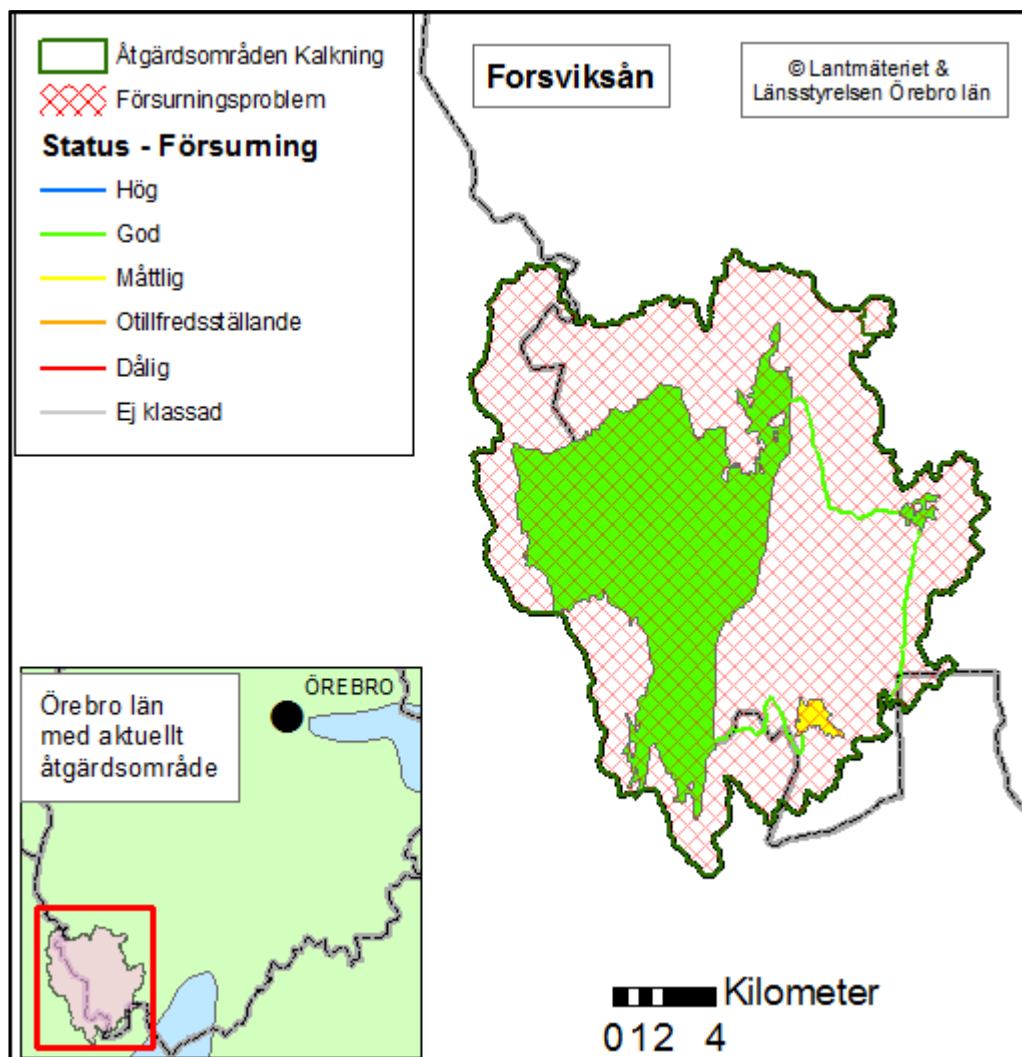 Åtgärdsområden Kalkning
Försurningsproblem
Status - Försurning
Hög
God
Måttlig
Otillfredsställande
Dålig
Ej klassad
Forsviksån
© Lantmäteriet &
Länsstyrelsen Örebro län
Örebro län
med aktuellt
åtgärdsområde
ÖREBRO
Kilometer
0 1 2 4